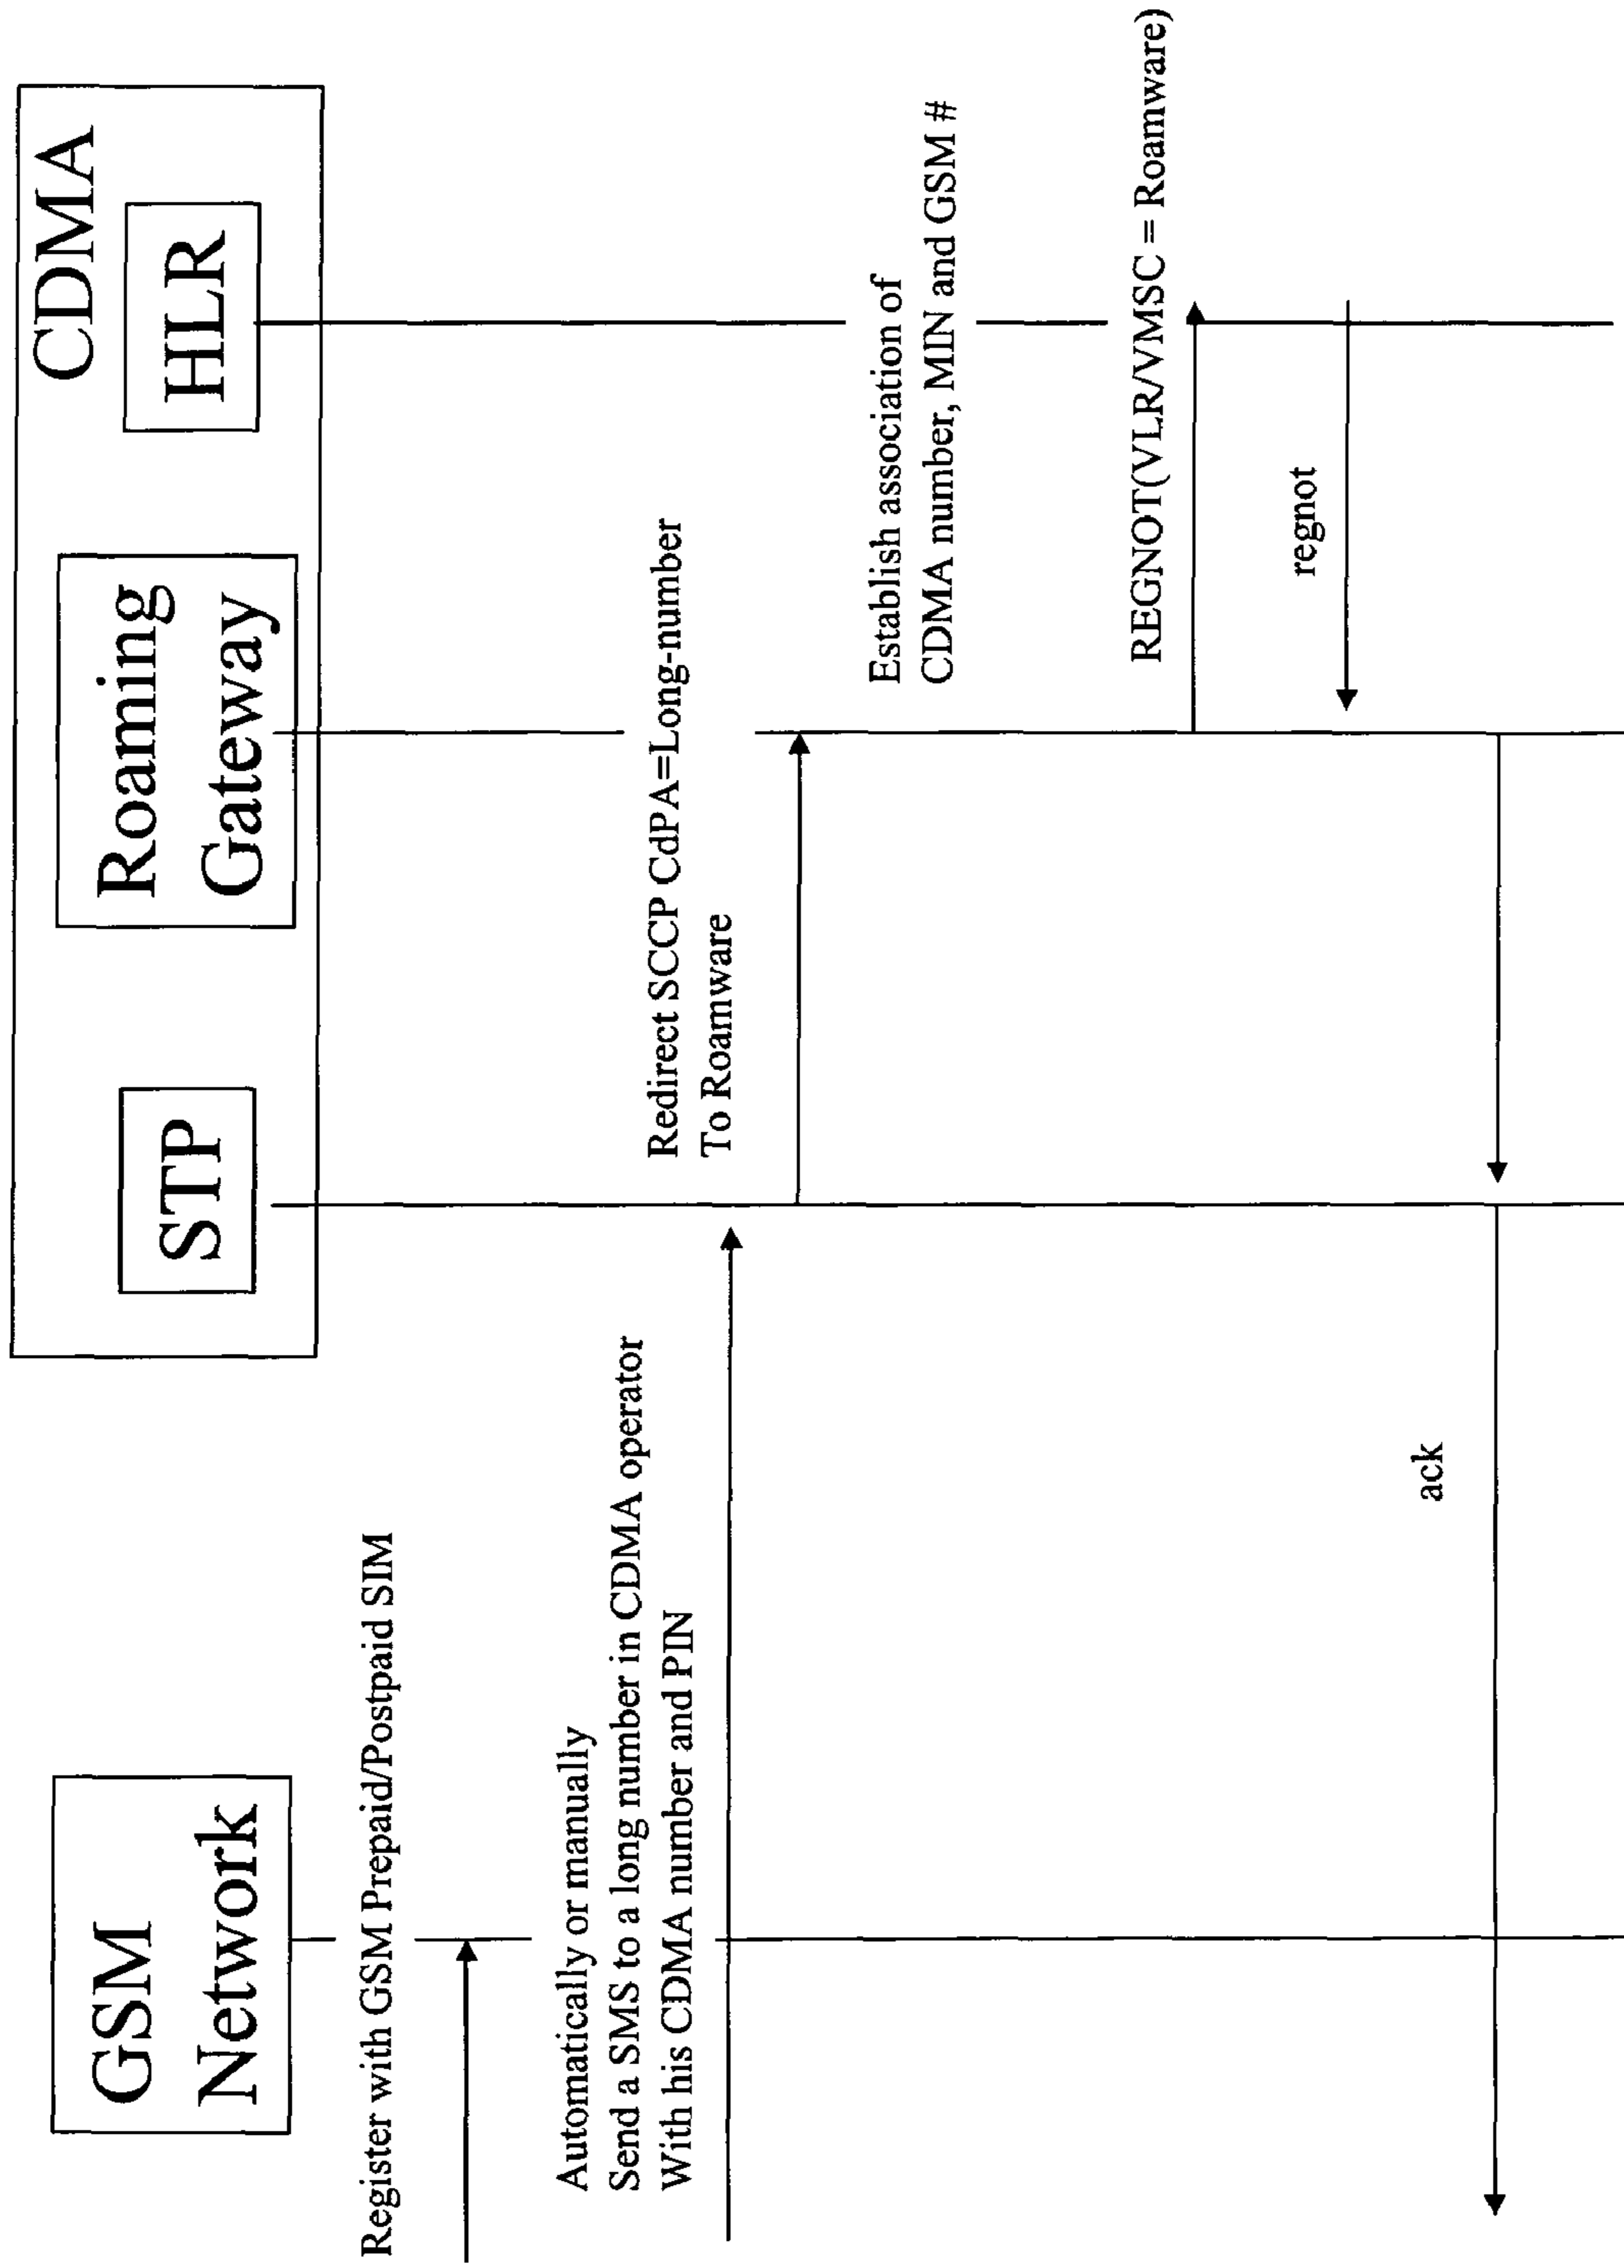 CDMA
GSM
Network
STP
Roaming
Gateway
HLR
Register with GSM Prepaid/Postpaid SIM
Automatically or manually
Send a SMS to a long number in CDMA operator
With his CDMA number and PIN
Redirect SCCP CdPA=Long-number
To Roamware
Establish association of
CDMA number, MIN and GSM #
REGNOT(VLR/VMSC = Roamware)
regnot
ack